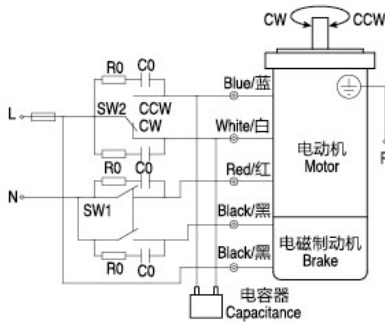 CW CCW
R0 C0
Blue/蓝
L SW2 CCW
CW
White/白
R0 C0
电动机
Motor
Red/红
N SW1
Black/黑
R0 C0
Black/黑
电磁制动机
Brake
电容器
Capacitance